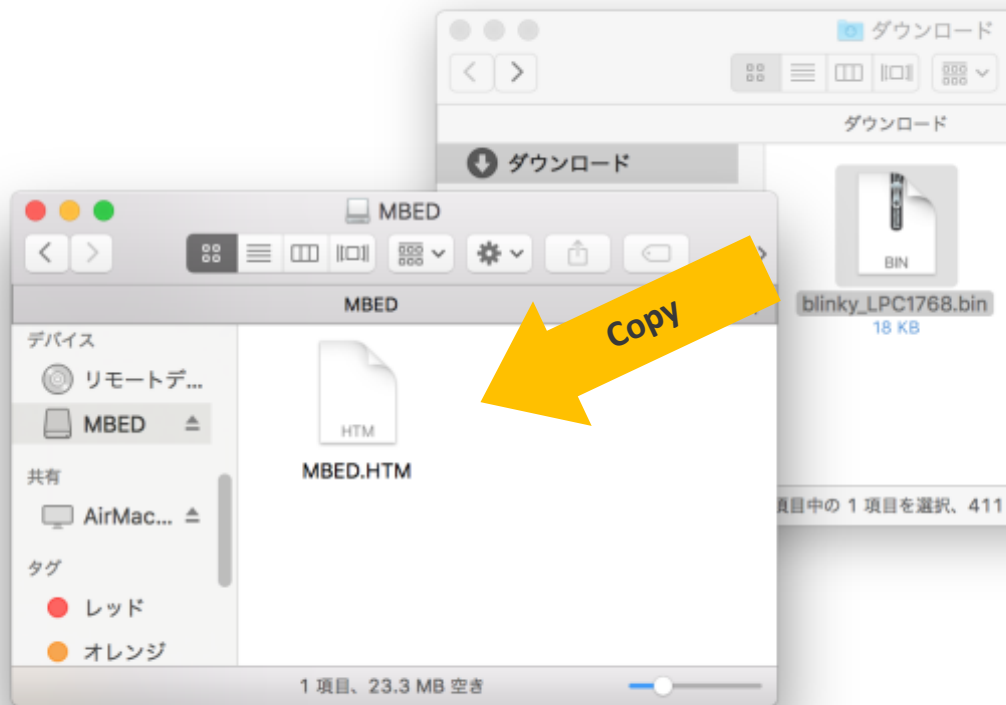 ダウンロード
ダウンロード
ダウンロード
BIN
blinky_LPC1768.bin
18 KB
項目中の 1 項目を選択、411
MBED
MBED
Copy
デバイス
リモートデ...
MBED
共有
AirMac...
タグ
レッド
オレンジ
HTM
MBED.HTM
1 項目、23.3 MB 空き